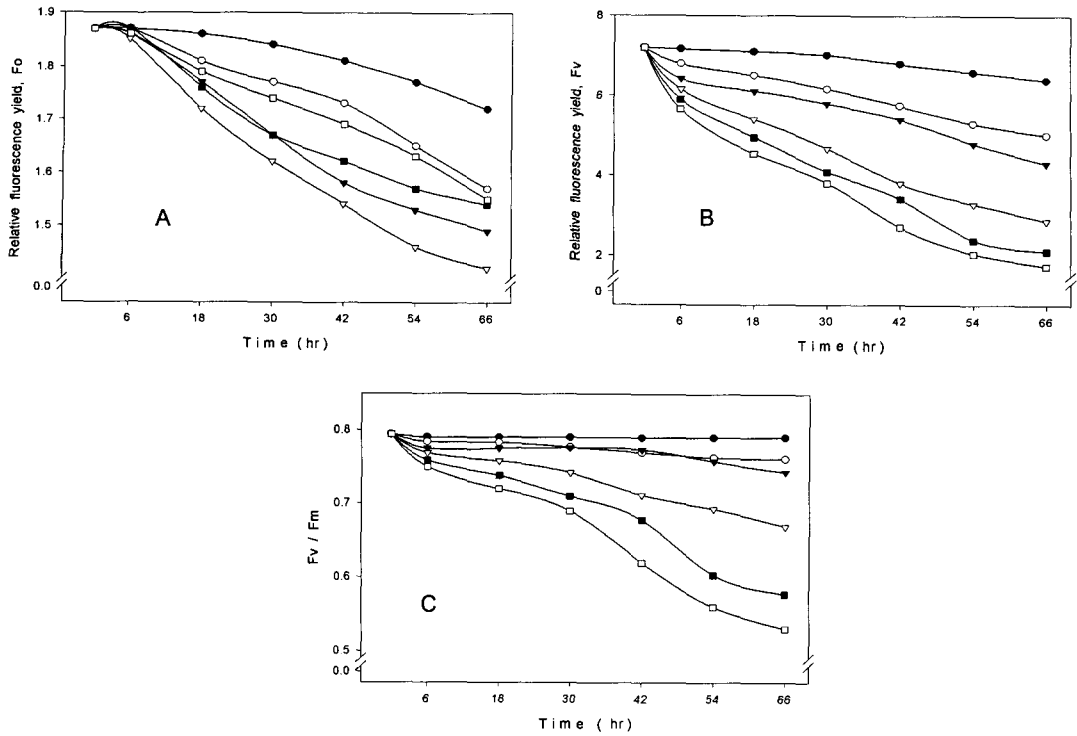 Relative fluorescence yield, Fo
1.9
1.8
1.7
1.6
1.5
0.0
A
6 18 30 42 54 66
Time (hr)
Relative fluorescence yield, Fv
8
6
4
2
0
B
6 18 30 42 54 66
Time (hr)
Fv / Fm
0.8
0.7
0.6
0.5
0.0
C
6 18 30 42 54 66
Time ( hr)